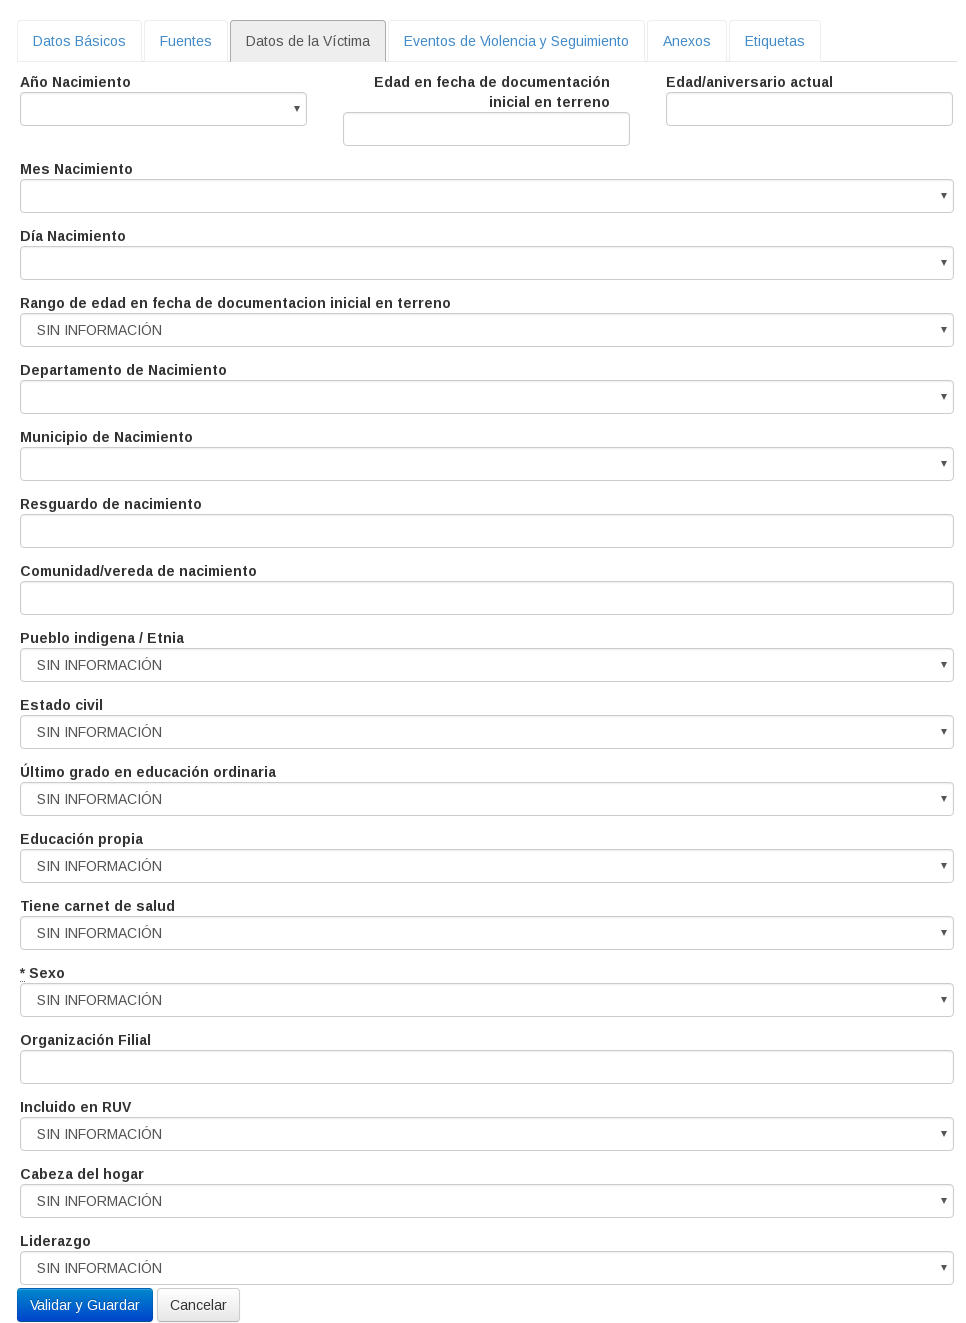 Datos Básicos Fuentes Datos de la Víctima Eventos de Violencia y Seguimiento Anexos Etiquetas
Año Nacimiento
Edad en fecha de documentación
inicial en terreno
Edad/aniversario actual
Mes Nacimiento
Día Nacimiento
Rango de edad en fecha de documentacion inicial en terreno
SIN INFORMACIÓN
Departamento de Nacimiento
Municipio de Nacimiento
Resguardo de nacimiento
Comunidad/vereda de nacimiento
Pueblo indigena / Etnia
SIN INFORMACIÓN
Estado civil
SIN INFORMACIÓN
Último grado en educación ordinaria
SIN INFORMACIÓN
Educación propia
SIN INFORMACIÓN
Tiene carnet de salud
SIN INFORMACIÓN
* Sexo
SIN INFORMACIÓN
Organización Filial
Incluido en RUV
SIN INFORMACIÓN
Cabeza del hogar
SIN INFORMACIÓN
Liderazgo
SIN INFORMACIÓN
Validar y Guardar Cancelar